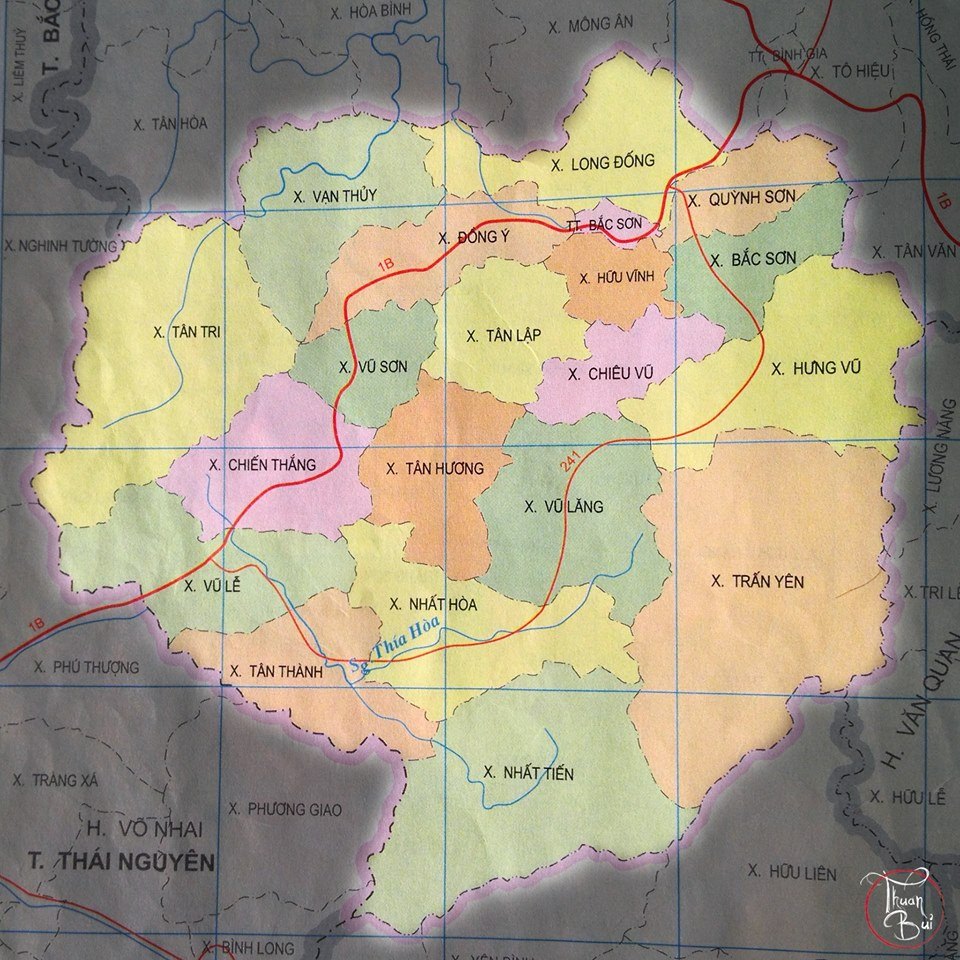 X. HÒA BÌNH
X. MÔNG ÂN
X. LIÊM THUỶ
T. BẮC
HỒNG THÁI
TT. BÌNH GIA
X. TÔ HIỆU
X. TÂN HÒA
X. LONG ĐỐNG
X. VẠN THỦY
X. QUỲNH SƠN
1B
TT. BẮC SƠN
X. ĐỒNG Ý
X. NGHINH TƯỜNG
X. TÂN VĂN
1B
X. BẮC SƠN
X. HỮU VĨNH
X. TÂN TRI
X. TÂN LẬP
X. VŨ SƠN
X. CHIÊU VŨ
X. HƯNG VŨ
X. LƯƠNG NĂNG
X. CHIẾN THẮNG
X. TÂN HƯƠNG
241
X. VŨ LĂNG
X. VŨ LỄ
X. TRẤN YÊN
X. TRI LỄ
X. NHẤT HÒA
1B
Sg Thía Hòa
X. PHÚ THƯỢNG
X. TÂN THÀNH
H. VĂN QUAN
X. TRÀNG XÁ
X. NHẤT TIẾN
X. PHƯƠNG GIAO
X. HỮU LỄ
H. VÕ NHAI
T. THÁI NGUYÊN
X. HỮU LIÊN
Thuan
Bùi
X. BÌNH LONG